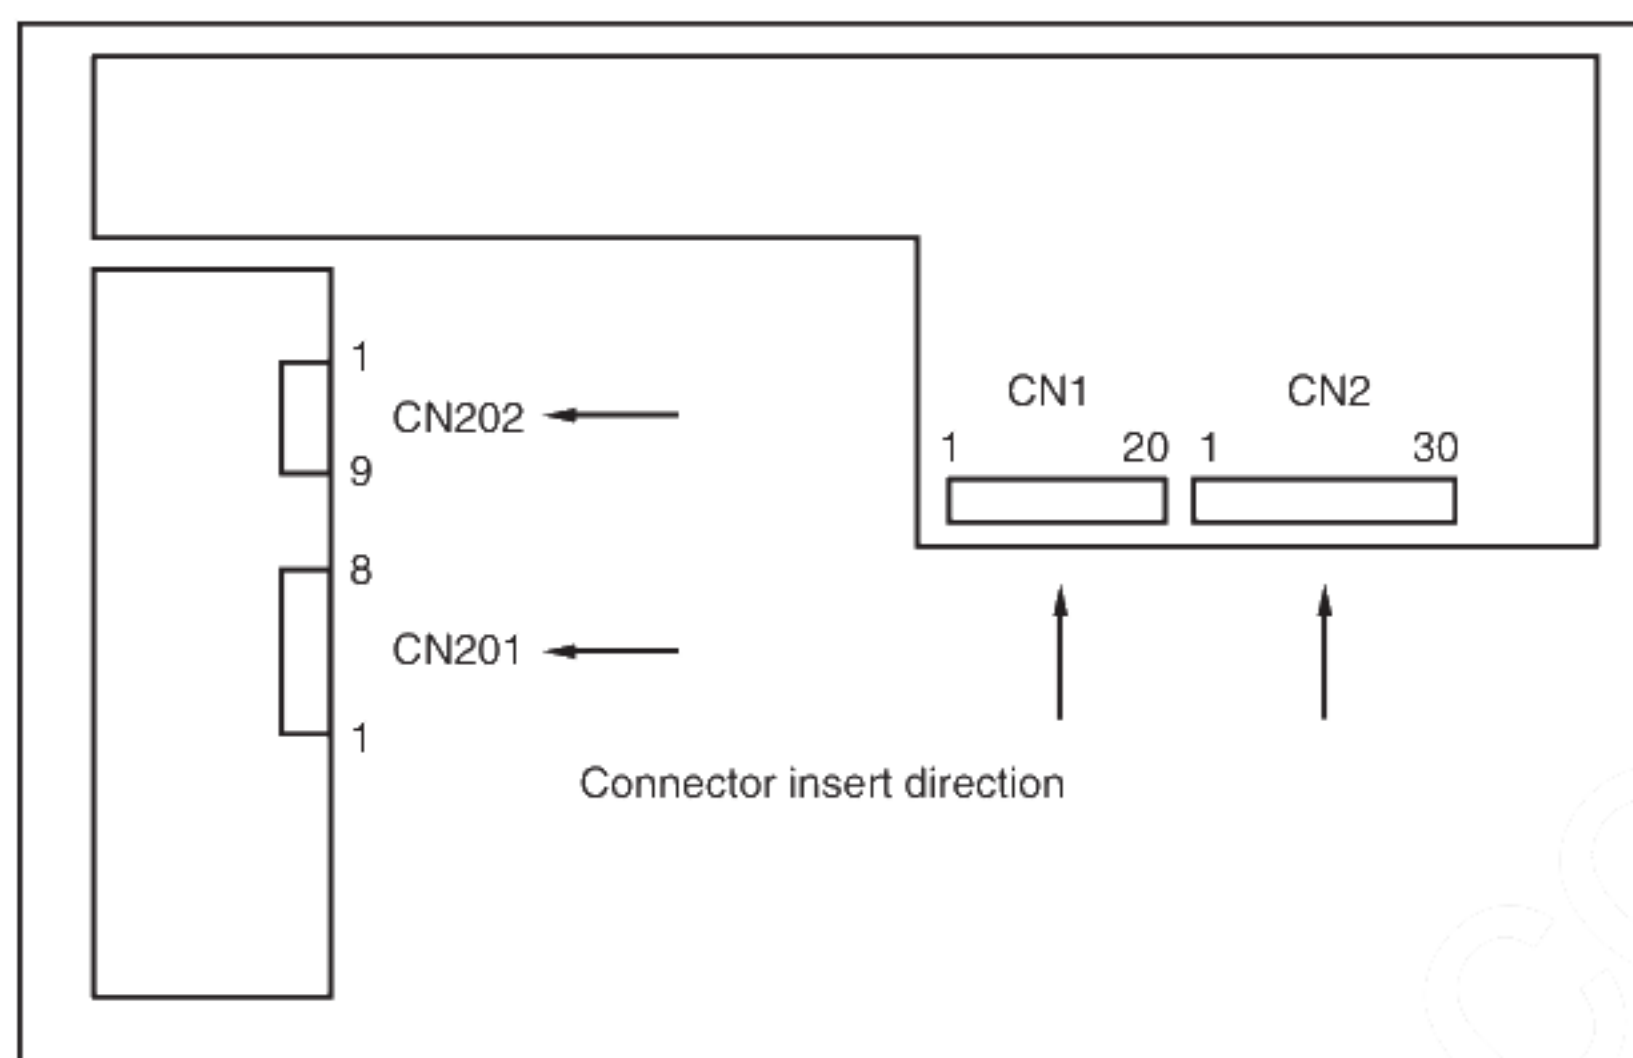 1
CN202
9
8
CN201
1
CN1
CN2
1 20 1 30
Connector insert direction